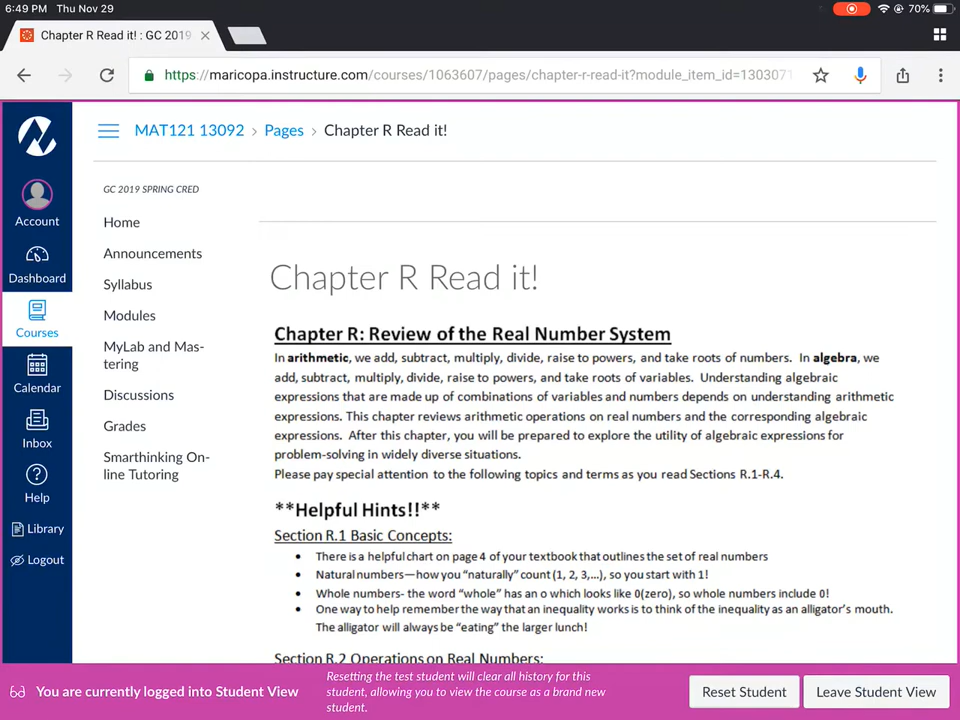 6:49 PM Thu Nov 29
70%
Chapter R Read it! : GC 2019
https://maricopa.instructure.com/courses/1063607/pages/chapter-r-read-it?module_item_id=1303071
MAT121 13092 > Pages > Chapter R Read it!
GC 2019 SPRING CRED
Home
Announcements
Syllabus
Modules
MyLab and Mas-
tering
Discussions
Grades
Smarthinking On-
line Tutoring
Account
Dashboard
Courses
Calendar
Inbox
Help
Library
Logout
Chapter R Read it!
Chapter R: Review of the Real Number System
In arithmetic, we add, subtract, multiply, divide, raise to powers, and take roots of numbers. In algebra, we
add, subtract, multiply, divide, raise to powers, and take roots of variables. Understanding algebraic
expressions that are made up of combinations of variables and numbers depends on understanding arithmetic
expressions. This chapter reviews arithmetic operations on real numbers and the corresponding algebraic
expressions. After this chapter, you will be prepared to explore the utility of algebraic expressions for
problem-solving in widely diverse situations.
Please pay special attention to the following topics and terms as you read Sections R.1-R.4.
**Helpful Hints!!**
Section R.1 Basic Concepts:
• There is a helpful chart on page 4 of your textbook that outlines the set of real numbers
• Natural numbers—how you “naturally” count (1, 2, 3,...), so you start with 1!
• Whole numbers- the word “whole” has an o which looks like 0(zero), so whole numbers include 0!
• One way to help remember the way that an inequality works is to think of the inequality as an alligator’s mouth.
The alligator will always be “eating” the larger lunch!
Section R.2 Operations on Real Numbers:
You are currently logged into Student View
Resetting the test student will clear all history for this
student, allowing you to view the course as a brand new
student.
Reset Student
Leave Student View